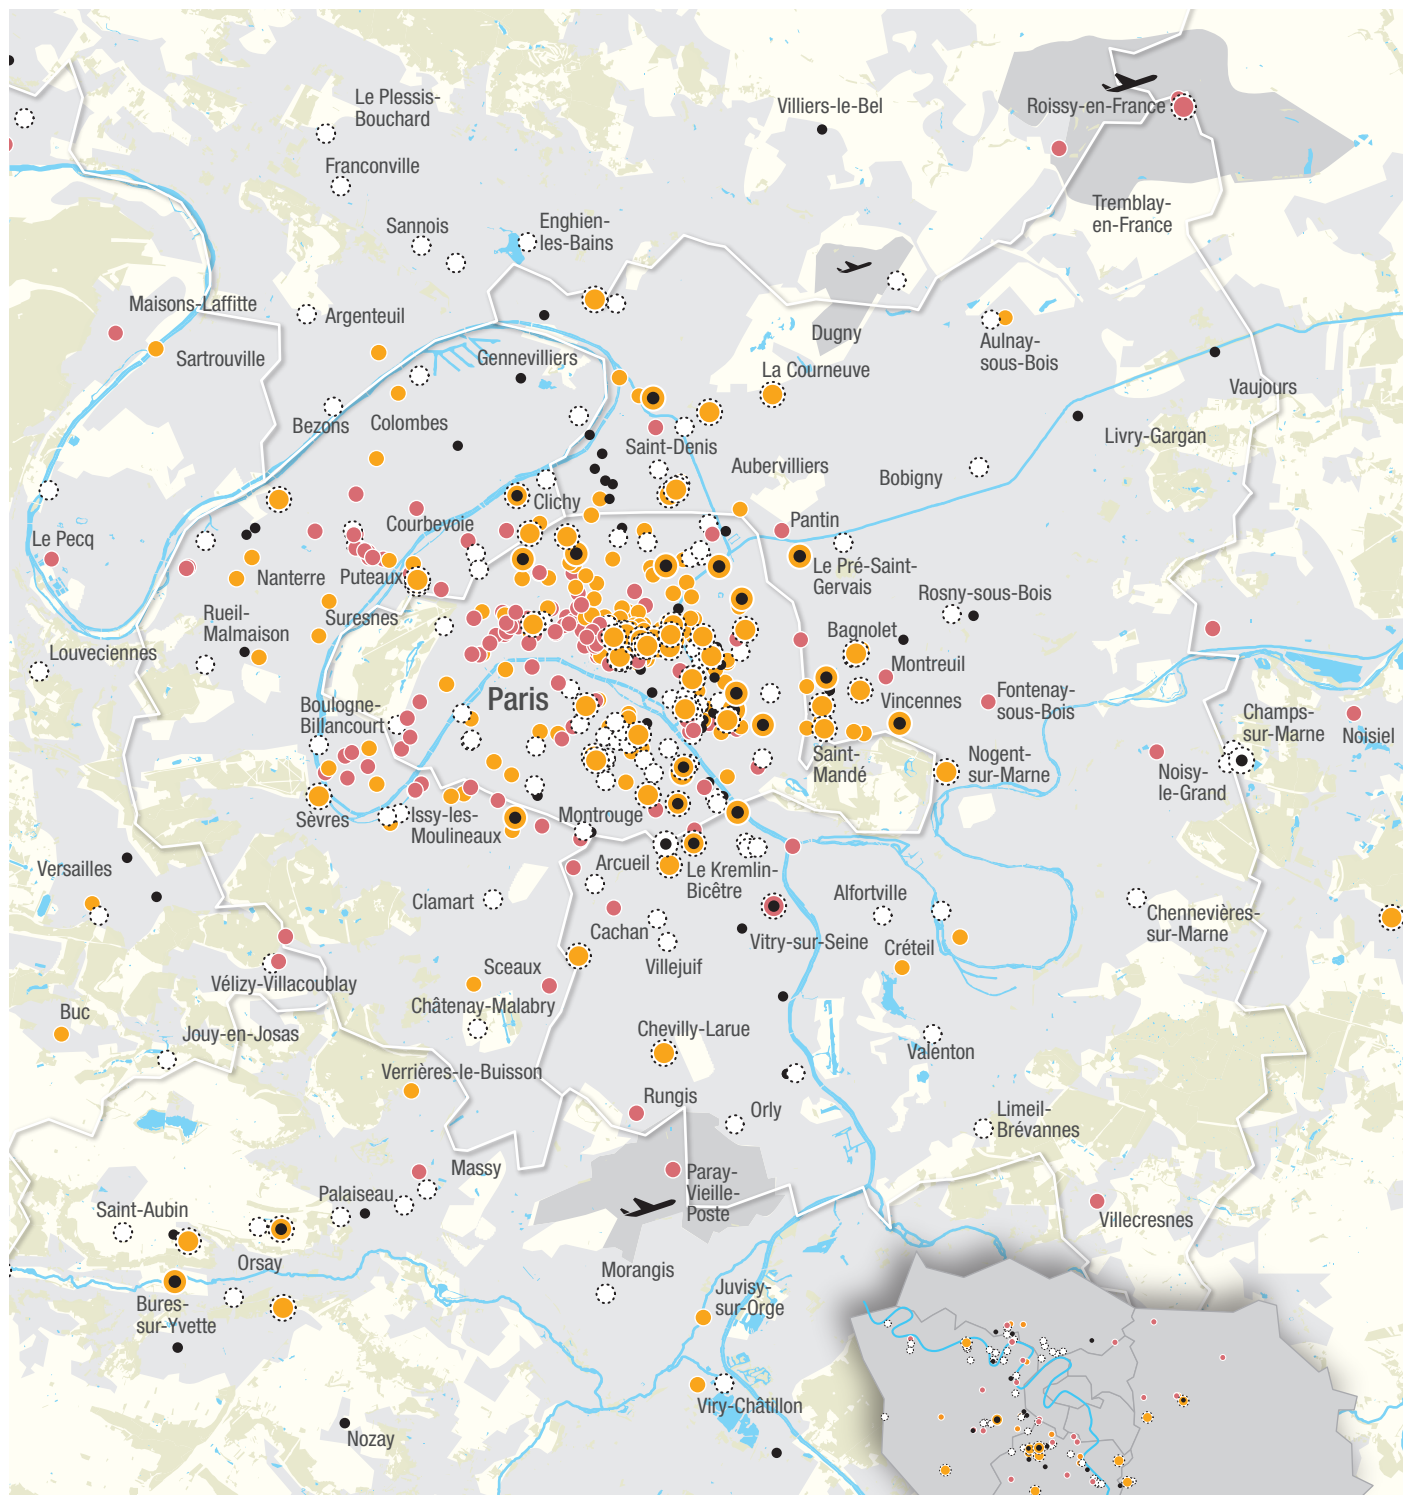 Le Plessis-
Bouchard
Villiers-le-Bel
Roissy-en-France
Franconville
Tremblay-
en-France
Sannois
Enghien-
les-Bains
Maisons-Laffitte
Argenteuil
Dugny
Sartrouville
Gennevilliers
Aulnay-
sous-Bois
La Courneuve
Vaujours
Bezons
Colombes
Livry-Gargan
Saint-Denis
Aubervilliers
Bobigny
Clichy
Courbevoie
Pantin
Le Pecq
Le Pré-Saint-
Gervais
Nanterre
Puteaux
Rosny-sous-Bois
Suresnes
Rueil-
Malmaison
Bagnolet
Louveciennes
Montreuil
Paris
Vincennes
Fontenay-
sous-Bois
Boulogne-
Billancourt
Champs-
sur-Marne
Noisiel
Saint-
Mandé
Nogent-
sur-Marne
Noisy-
le-Grand
Sèvres
Issy-les-
Moulineaux
Montrouge
Versailles
Arcueil
Le Kremlin-
Bicêtre
Clamart
Alfortville
Chennevières-
sur-Marne
Cachan
Vitry-sur-Seine
Créteil
Villejuif
Sceaux
Vélizy-Villacoublay
Châtenay-Malabry
Buc
Jouy-en-Josas
Chevilly-Larue
Valenton
Verrières-le-Buisson
Rungis
Orly
Limeil-
Brévannes
Massy
Paray-
Vieille-
Poste
Palaiseau
Saint-Aubin
Villecresnes
Orsay
Morangis
Juvisy-
sur-Orge
Bures-
sur-Yvette
Viry-Châtillon
Nozay